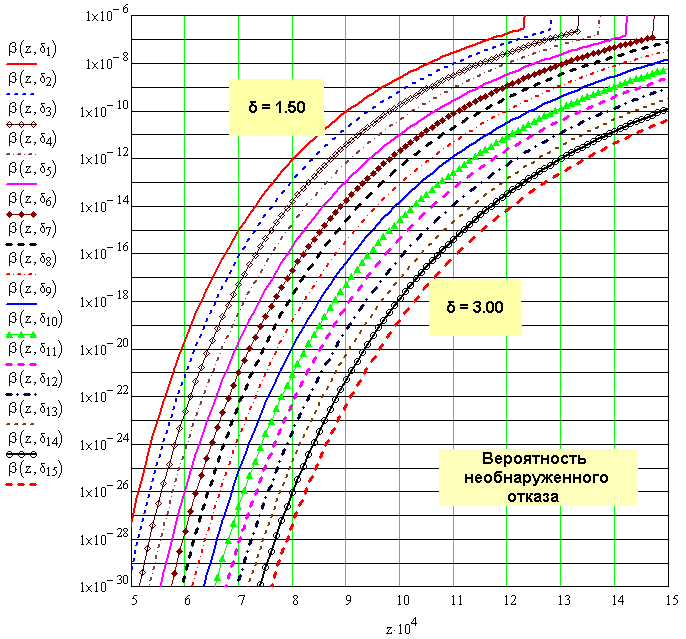 β(z,δ₁)
β(z,δ₂)
β(z,δ₃)
β(z,δ₄)
β(z,δ₅)
β(z,δ₆)
β(z,δ₇)
β(z,δ₈)
β(z,δ₉)
β(z,δ₁₀)
β(z,δ₁₁)
β(z,δ₁₂)
β(z,δ₁₃)
β(z,δ₁₄)
β(z,δ₁₅)
1×10⁻⁶
1×10⁻⁸
1×10⁻¹⁰
1×10⁻¹²
1×10⁻¹⁴
1×10⁻¹⁶
1×10⁻¹⁸
1×10⁻²⁰
1×10⁻²²
1×10⁻²⁴
1×10⁻²⁶
1×10⁻²⁸
1×10⁻³⁰
δ = 1.50
δ = 3.00
Вероятность
необнаруженного
отказа
5 6 7 8 9 10 11 12 13 14 15
z·10⁴